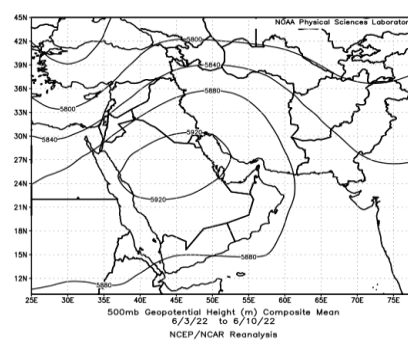 NOAA Physical Sciences Laborator
45N
42N
39N
36N
33N
30N
27N
24N
21N
18N
15N
12N
5800
5840
5880
5800
5840
5920
5920
5880
5880
25E
30E
35E
40E
45E
50E
55E
60E
65E
70E
75E
500mb Geopotential Height (m) Composite Mean
6/3/22 to 6/10/22
NCEP/NCAR Reanalysis